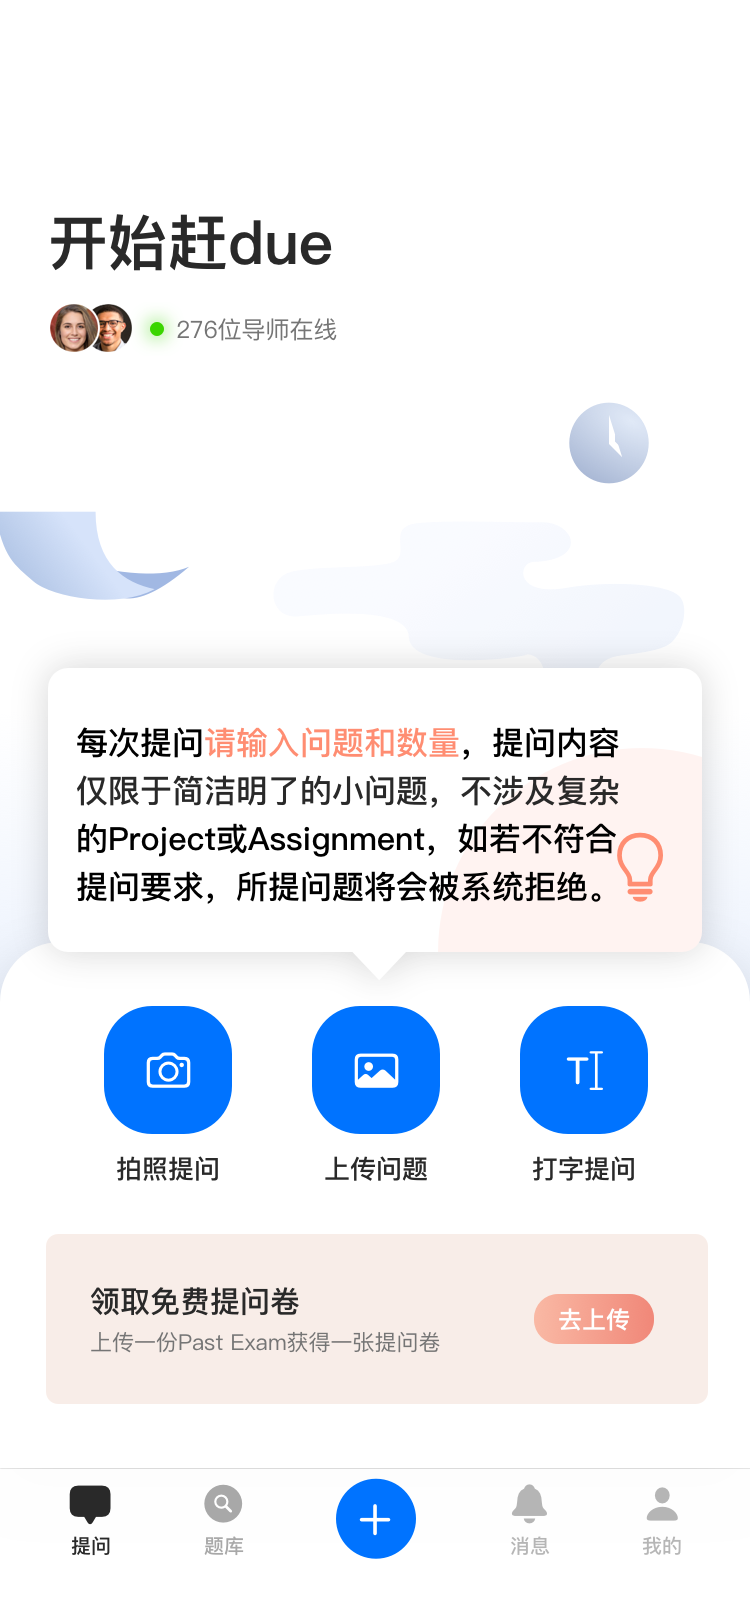 开始赶due
276位导师在线
每次提问请输入问题和数量，提问内容
仅限于简洁明了的小问题，不涉及复杂
的Project或Assignment，如若不符合
提问要求，所提问题将会被系统拒绝。
拍照提问 上传问题 打字提问
领取免费提问卷
去上传
上传一份Past Exam获得一张提问卷
提问 题库 消息 我的